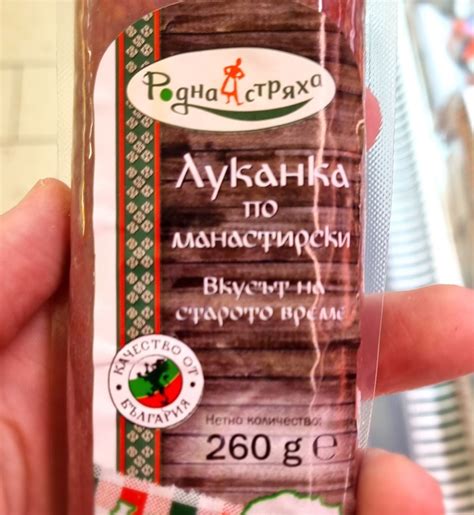 Родна стряха
Луканка
по
манастирски
Вкусът на
старото време
КАЧЕСТВО ОТ
БЪЛГАРИЯ
Нетно количество:
260 g ℮